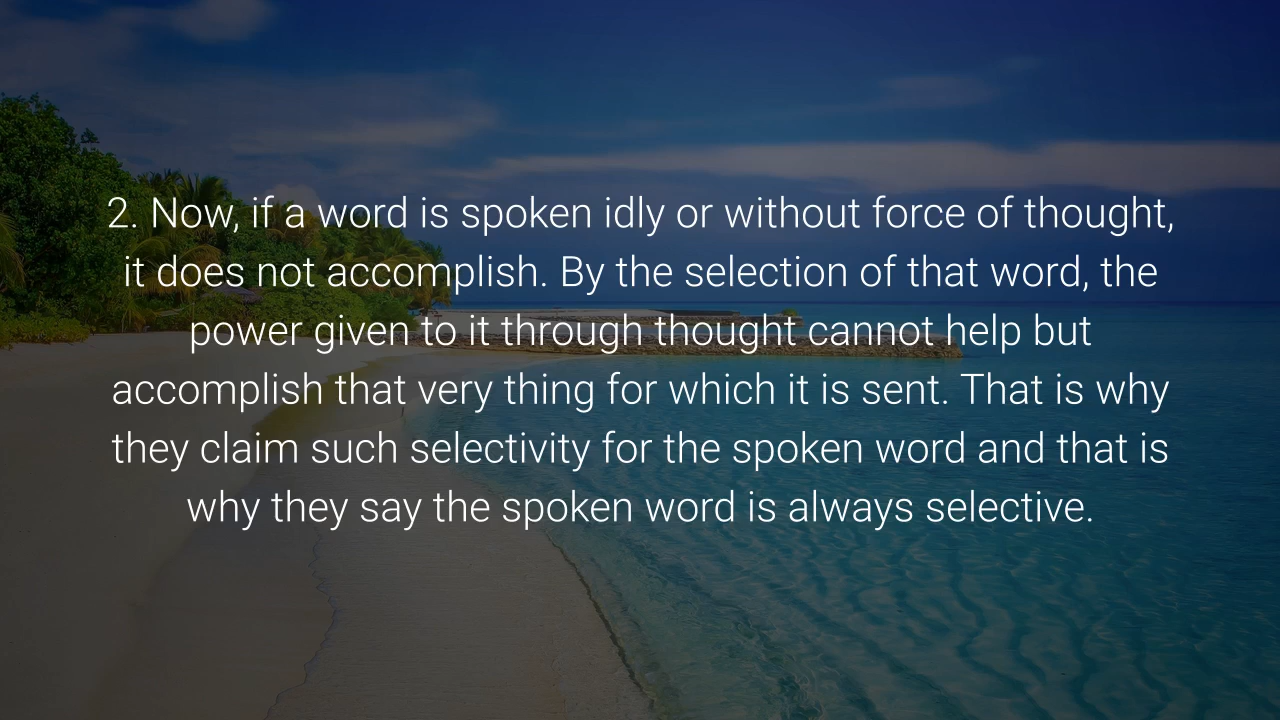 2. Now, if a word is spoken idly or without force of thought,
it does not accomplish. By the selection of that word, the
power given to it through thought cannot help but
accomplish that very thing for which it is sent. That is why
they claim such selectivity for the spoken word and that is
why they say the spoken word is always selective.